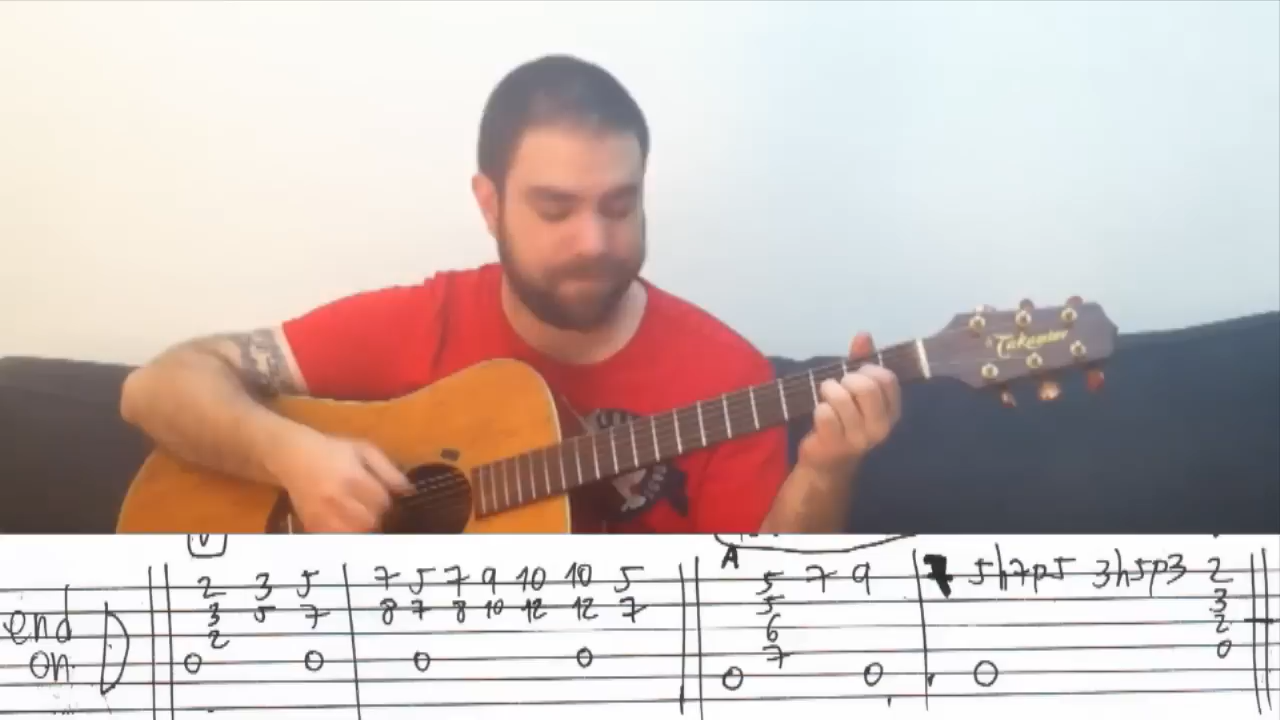 Takamine
V
A
2 3 5 7 5 7 9 10 10 5 5 7 9 7 5h7p5 3h5p3 2
end 3 5 7 8 7 8 10 12 12 7 5 3
2 6 2
on 0 0 0 0 7 0
0 0 0